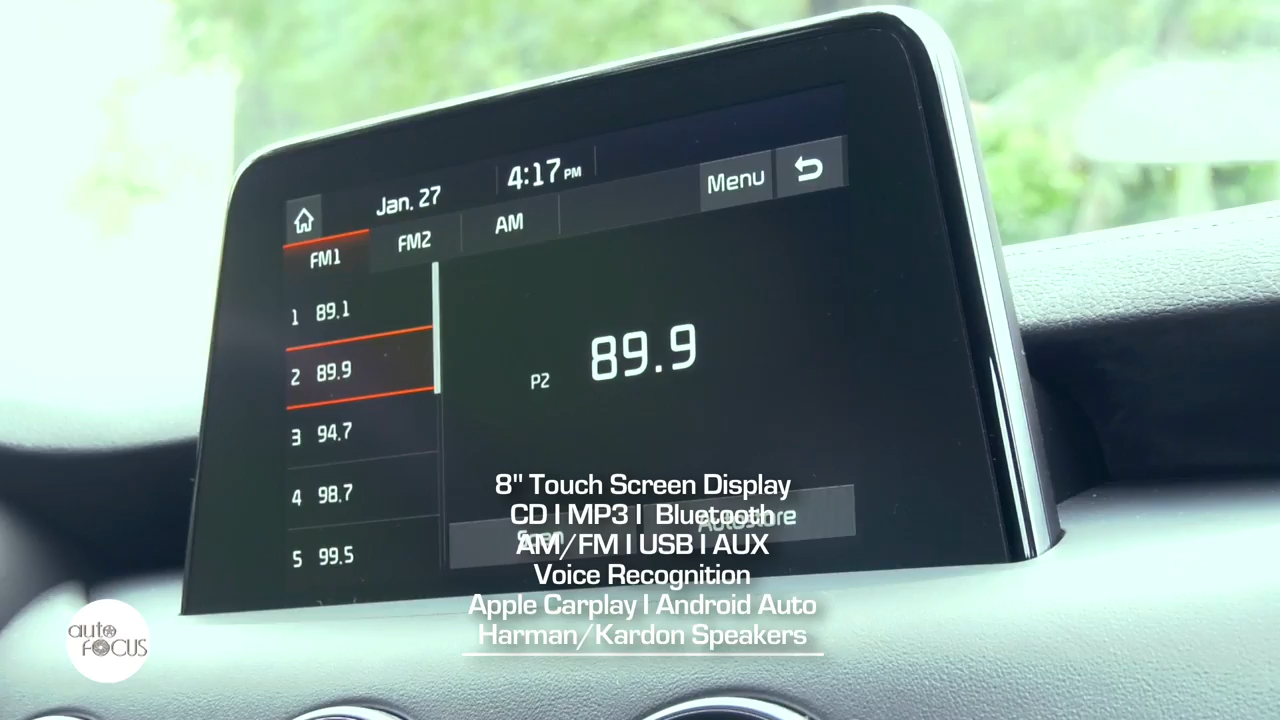 Jan. 27
4:17 PM
Menu
FM1
FM2
AM
1 89.1
2 89.9
3 94.7
4 98.7
5 99.5
P2 89.9
Scan
Autostore
8" Touch Screen Display
CD | MP3 | Bluetooth
AM/FM | USB | AUX
Voice Recognition
Apple Carplay | Android Auto
Harman/Kardon Speakers
auto
FOCUS